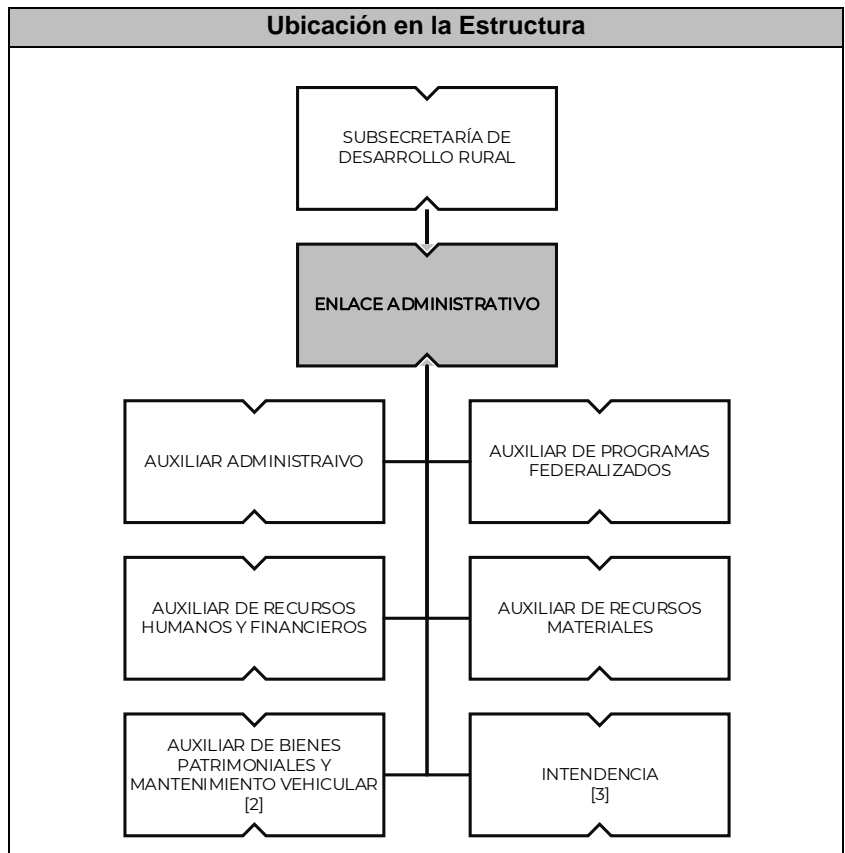 Ubicación en la Estructura
SUBSECRETARÍA DE
DESARROLLO RURAL
ENLACE ADMINISTRATIVO
AUXILIAR ADMINISTRAIVO
AUXILIAR DE PROGRAMAS
FEDERALIZADOS
AUXILIAR DE RECURSOS
HUMANOS Y FINANCIEROS
AUXILIAR DE RECURSOS
MATERIALES
AUXILIAR DE BIENES
PATRIMONIALES Y
MANTENIMIENTO VEHICULAR
[2]
INTENDENCIA
[3]